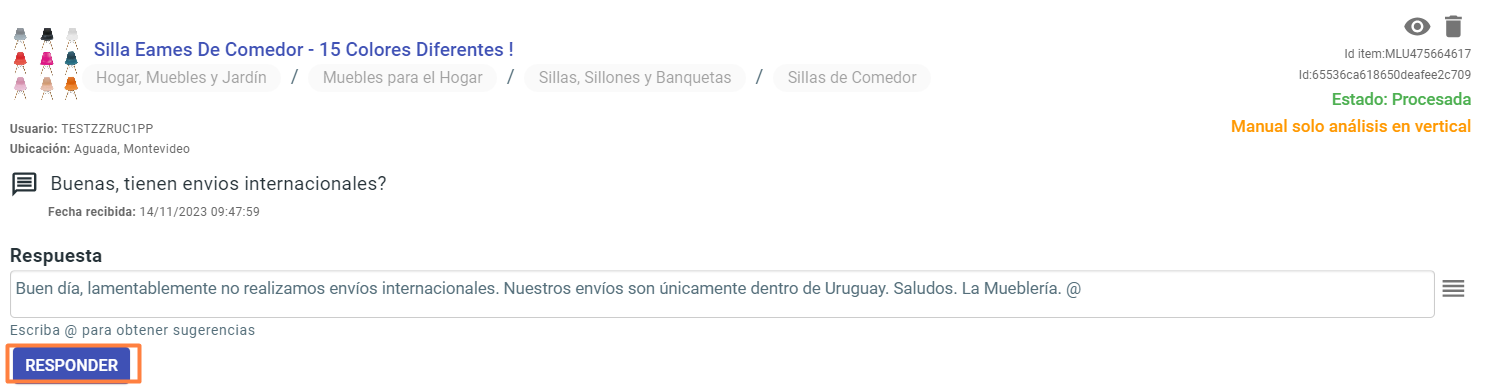 Silla Eames De Comedor - 15 Colores Diferentes !
Hogar, Muebles y Jardín / Muebles para el Hogar / Sillas, Sillones y Banquetas / Sillas de Comedor
Id item:MLU475664617
Id:65536ca618650deafee2c709
Estado: Procesada
Manual solo análisis en vertical
Usuario: TESTZZRUC1PP
Ubicación: Aguada, Montevideo
Buenas, tienen envios internacionales?
Fecha recibida: 14/11/2023 09:47:59
Respuesta
Buen día, lamentablemente no realizamos envíos internacionales. Nuestros envíos son únicamente dentro de Uruguay. Saludos. La Mueblería. @
Escriba @ para obtener sugerencias
RESPONDER